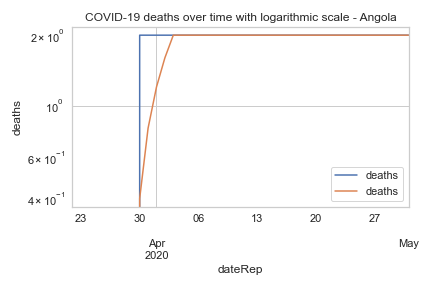 COVID-19 deaths over time with logarithmic scale - Angola
2 × 10⁰
10⁰
6 × 10⁻¹
4 × 10⁻¹
deaths
deaths
deaths
23 30 06 13 20 27
Apr May
2020
dateRep